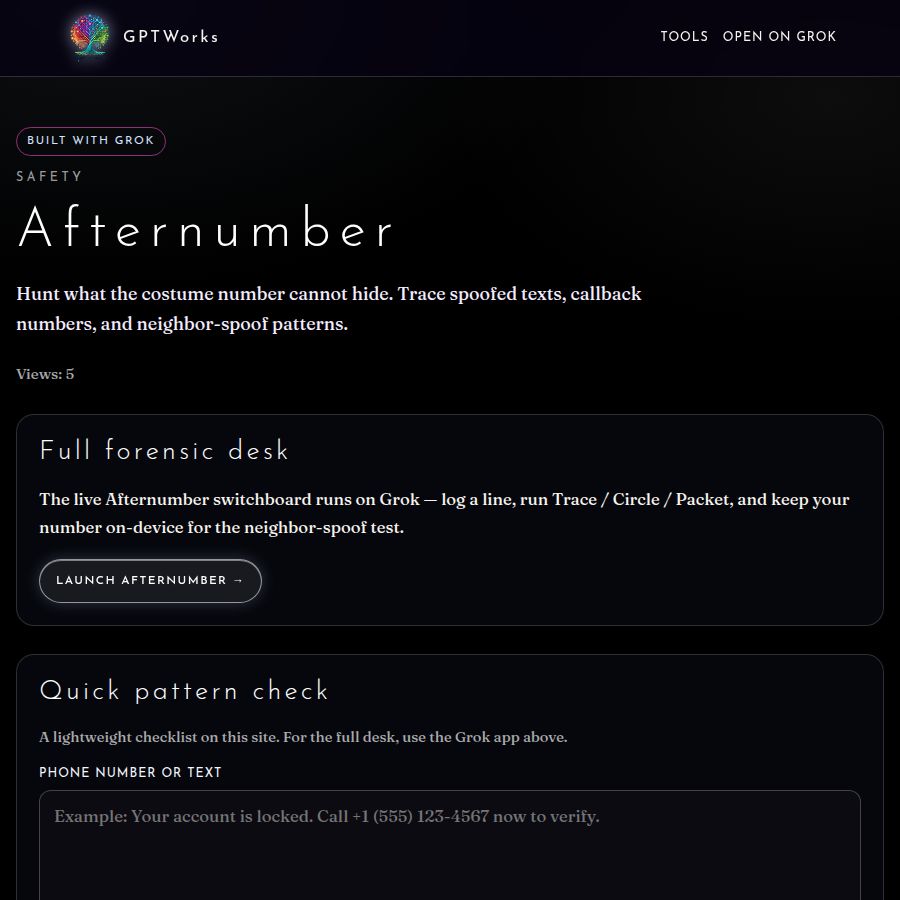 GPTWorks
TOOLS OPEN ON GROK
BUILT WITH GROK
SAFETY
Afternumber
Hunt what the costume number cannot hide. Trace spoofed texts, callback
numbers, and neighbor-spoof patterns.
Views: 5
Full forensic desk
The live Afternumber switchboard runs on Grok — log a line, run Trace / Circle / Packet, and keep your
number on-device for the neighbor-spoof test.
LAUNCH AFTERNUMBER →
Quick pattern check
A lightweight checklist on this site. For the full desk, use the Grok app above.
PHONE NUMBER OR TEXT
Example: Your account is locked. Call +1 (555) 123-4567 now to verify.